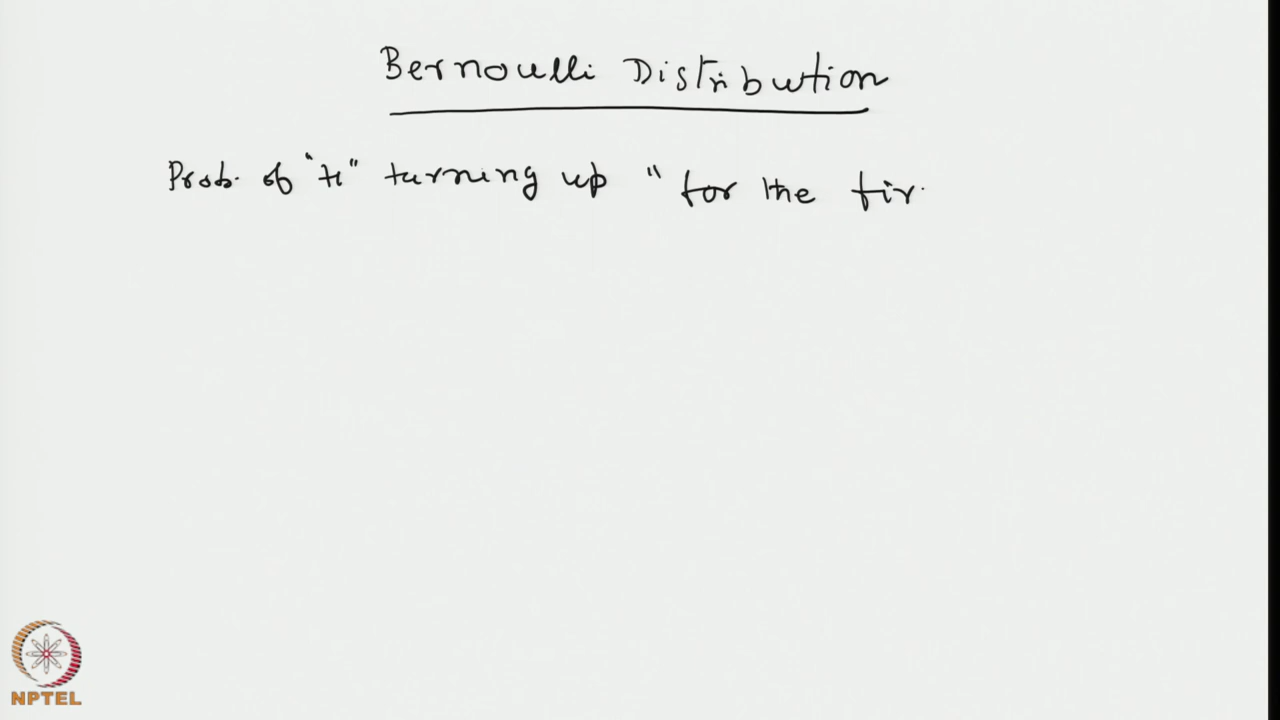 Bernoulli Distribution
Prob. of "H" turning up "for the fir
NPTEL